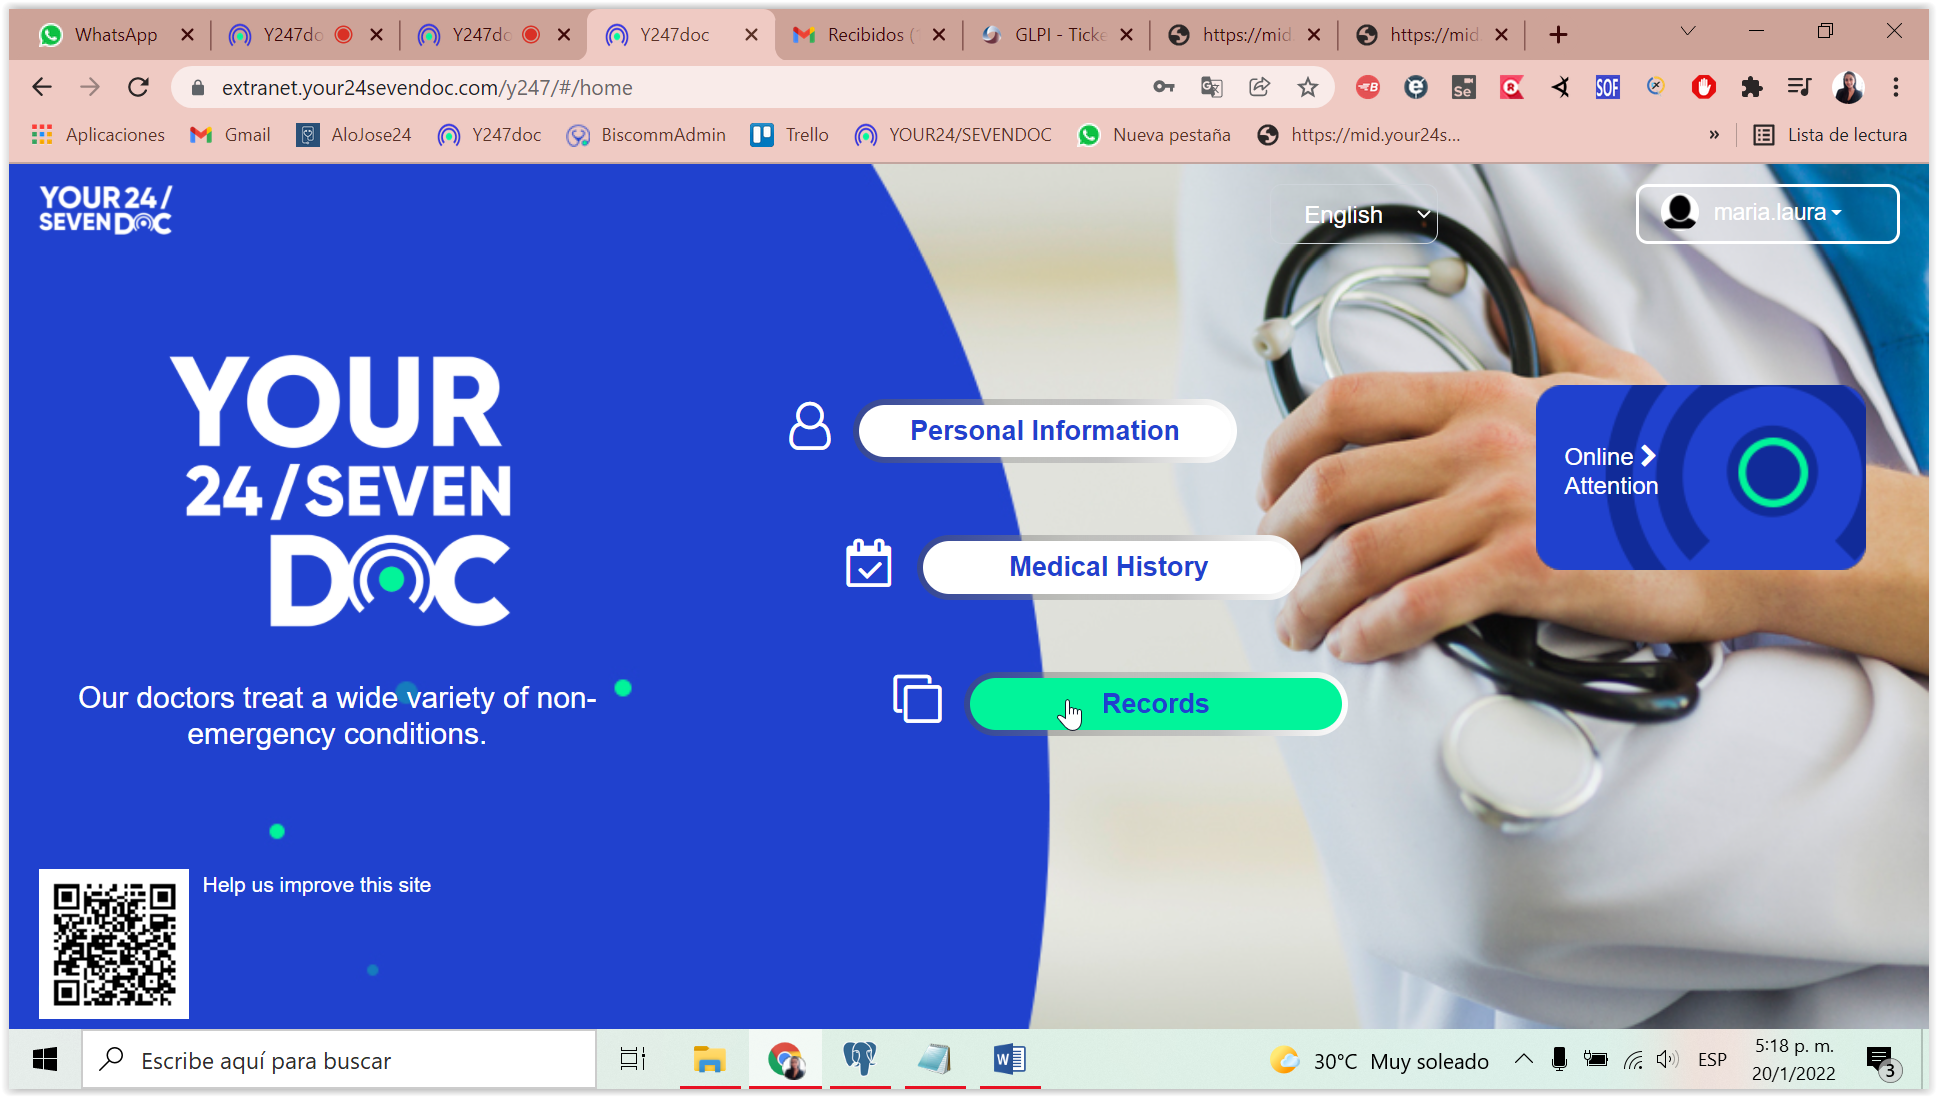 WhatsApp
Y247do
Y247do
Y247doc
Recibidos (
GLPI - Ticke
https://mid
https://mid
extranet.your24sevendoc.com/y247/#/home
Se
SOF
Aplicaciones
Gmail
AloJose24
Y247doc
BiscommAdmin
Trello
YOUR24/SEVENDOC
Nueva pestaña
https://mid.your24s...
»
Lista de lectura
YOUR 24 /
SEVEN DOC
English
maria.laura
YOUR
24 / SEVEN
DOC
Personal Information
Medical History
Records
Online
Attention
Our doctors treat a wide variety of non-
emergency conditions.
Help us improve this site
Escribe aquí para buscar
30°C Muy soleado
ESP
5:18 p. m.
20/1/2022
3